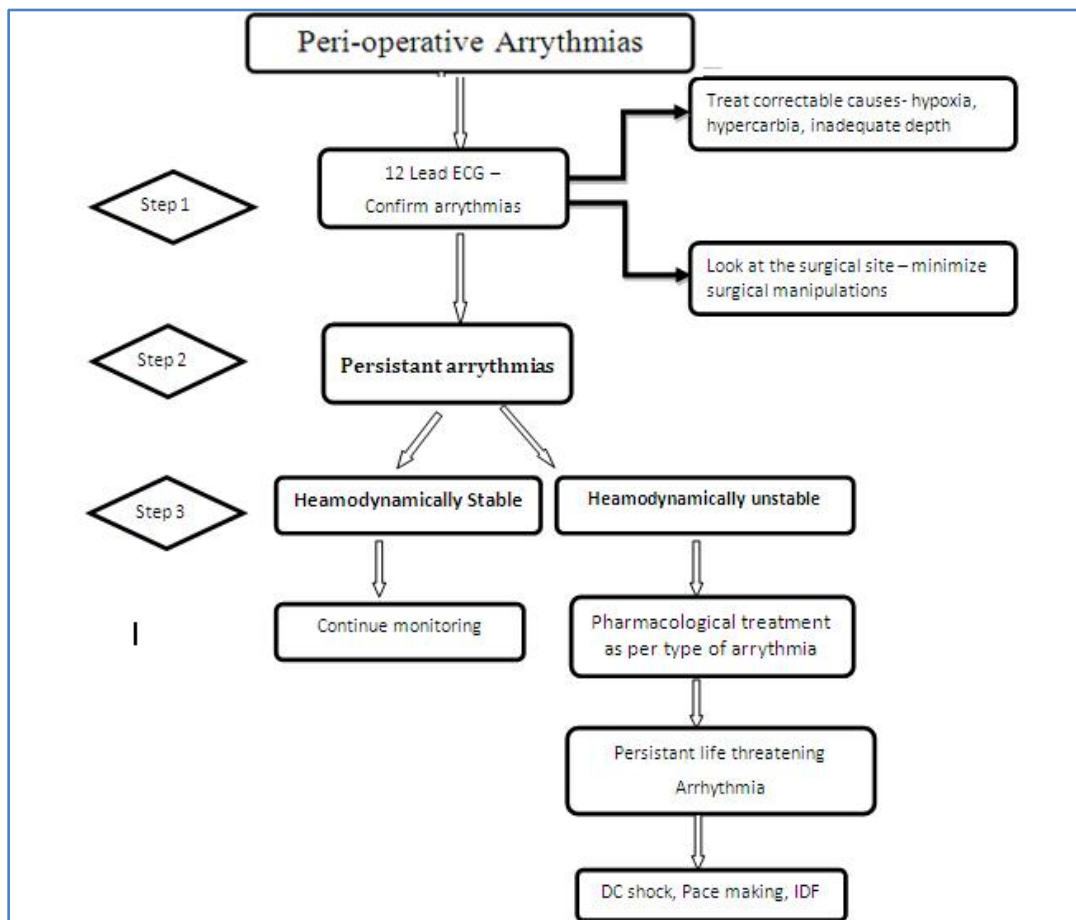 Peri-operative Arrythmias
Treat correctable causes- hypoxia,
hypercarbia, inadequate depth
12 Lead ECG –
Confirm arrythmias
Step 1
Look at the surgical site – minimize
surgical manipulations
Step 2
Persistant arrythmias
Step 3
Heamodynamically Stable
Heamodynamically unstable
Continue monitoring
Pharmacological treatment
as per type of arrythmia
Persistant life threatening
Arrhythmia
DC shock, Pace making, IDF